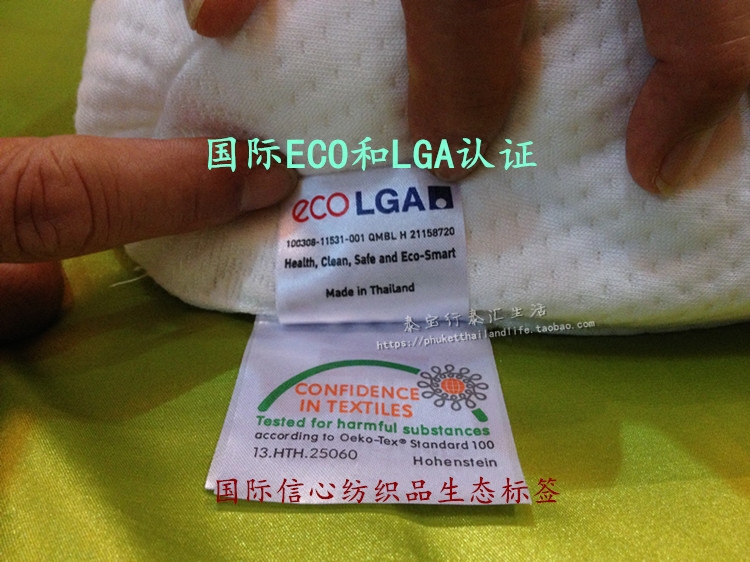 国际ECO和LGA认证
eco LGA
100308-11531-001 QMBL H 21158720
Health, Clean, Safe and Eco-Smart
Made in Thailand
泰宝行泰汇生活
https://phuketthailandlife.taobao.com
CONFIDENCE
IN TEXTILES
Tested for harmful substances
according to Oeko-Tex® Standard 100
13.HTH.25060 Hohenstein
国际信心纺织品生态标签